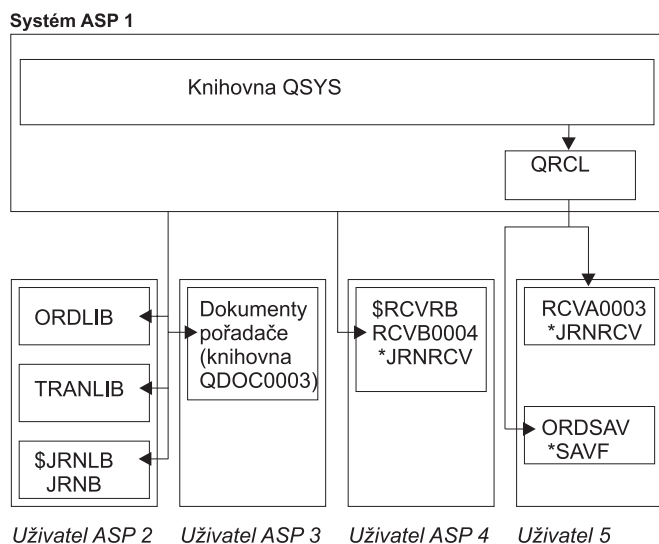 Systém ASP 1
Knihovna QSYS
QRCL
ORDLIB
TRANLIB
$JRNLB
JRNB
Dokumenty
pořadače
(knihovna
QDOC0003)
$RCVRB
RCVB0004
*JRNRCV
RCVA0003
*JRNRCV
ORDSAV
*SAVF
Uživatel ASP 2
Uživatel ASP 3
Uživatel ASP 4
Uživatel 5